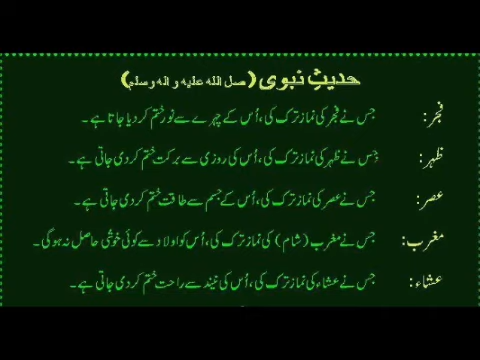 حدیثِ نبوی (صلی الله علیه و اله وسلم)
فجر: جس نے فجر کی نماز ترک کی، اُس کے چہرے سے نور ختم کر دیا جاتا ہے۔
ظہر: جس نے ظہر کی نماز ترک کی، اُس کی روزی سے برکت ختم کر دی جاتی ہے۔
عصر: جس نے عصر کی نماز ترک کی، اُس کے جسم سے طاقت ختم کر دی جاتی ہے۔
مغرب: جس نے مغرب (شام) کی نماز ترک کی، اُس کو اولاد سے کوئی خوشی حاصل نہ ہوگی۔
عشاء: جس نے عشاء کی نماز ترک کی، اُس کی نیند سے راحت ختم کر دی جاتی ہے۔